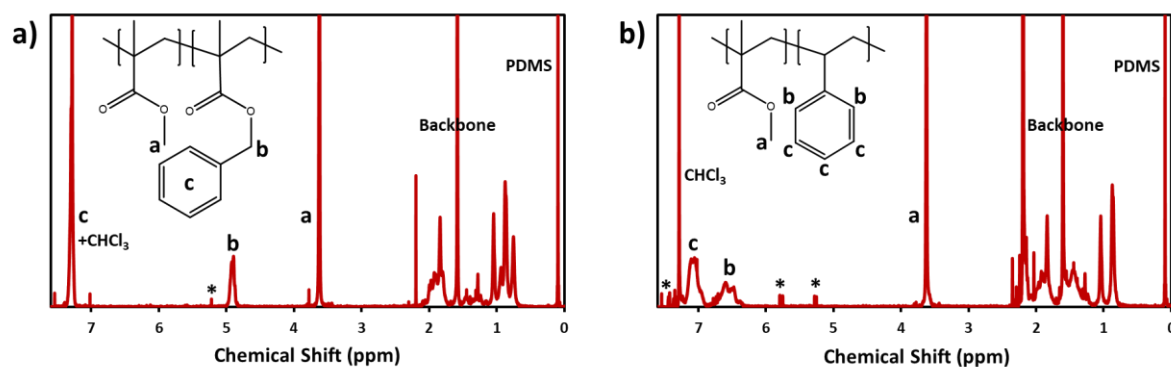 a)
PDMS
O
O
O
O
Backbone
a
b
c
c
+CHCl3
a
b
*
7
6
5
4
3
2
1
0
Chemical Shift (ppm)
b)
PDMS
O
O
b
b
Backbone
a
c
c
c
CHCl3
a
c
b
*
*
*
7
6
5
4
3
2
1
0
Chemical Shift (ppm)